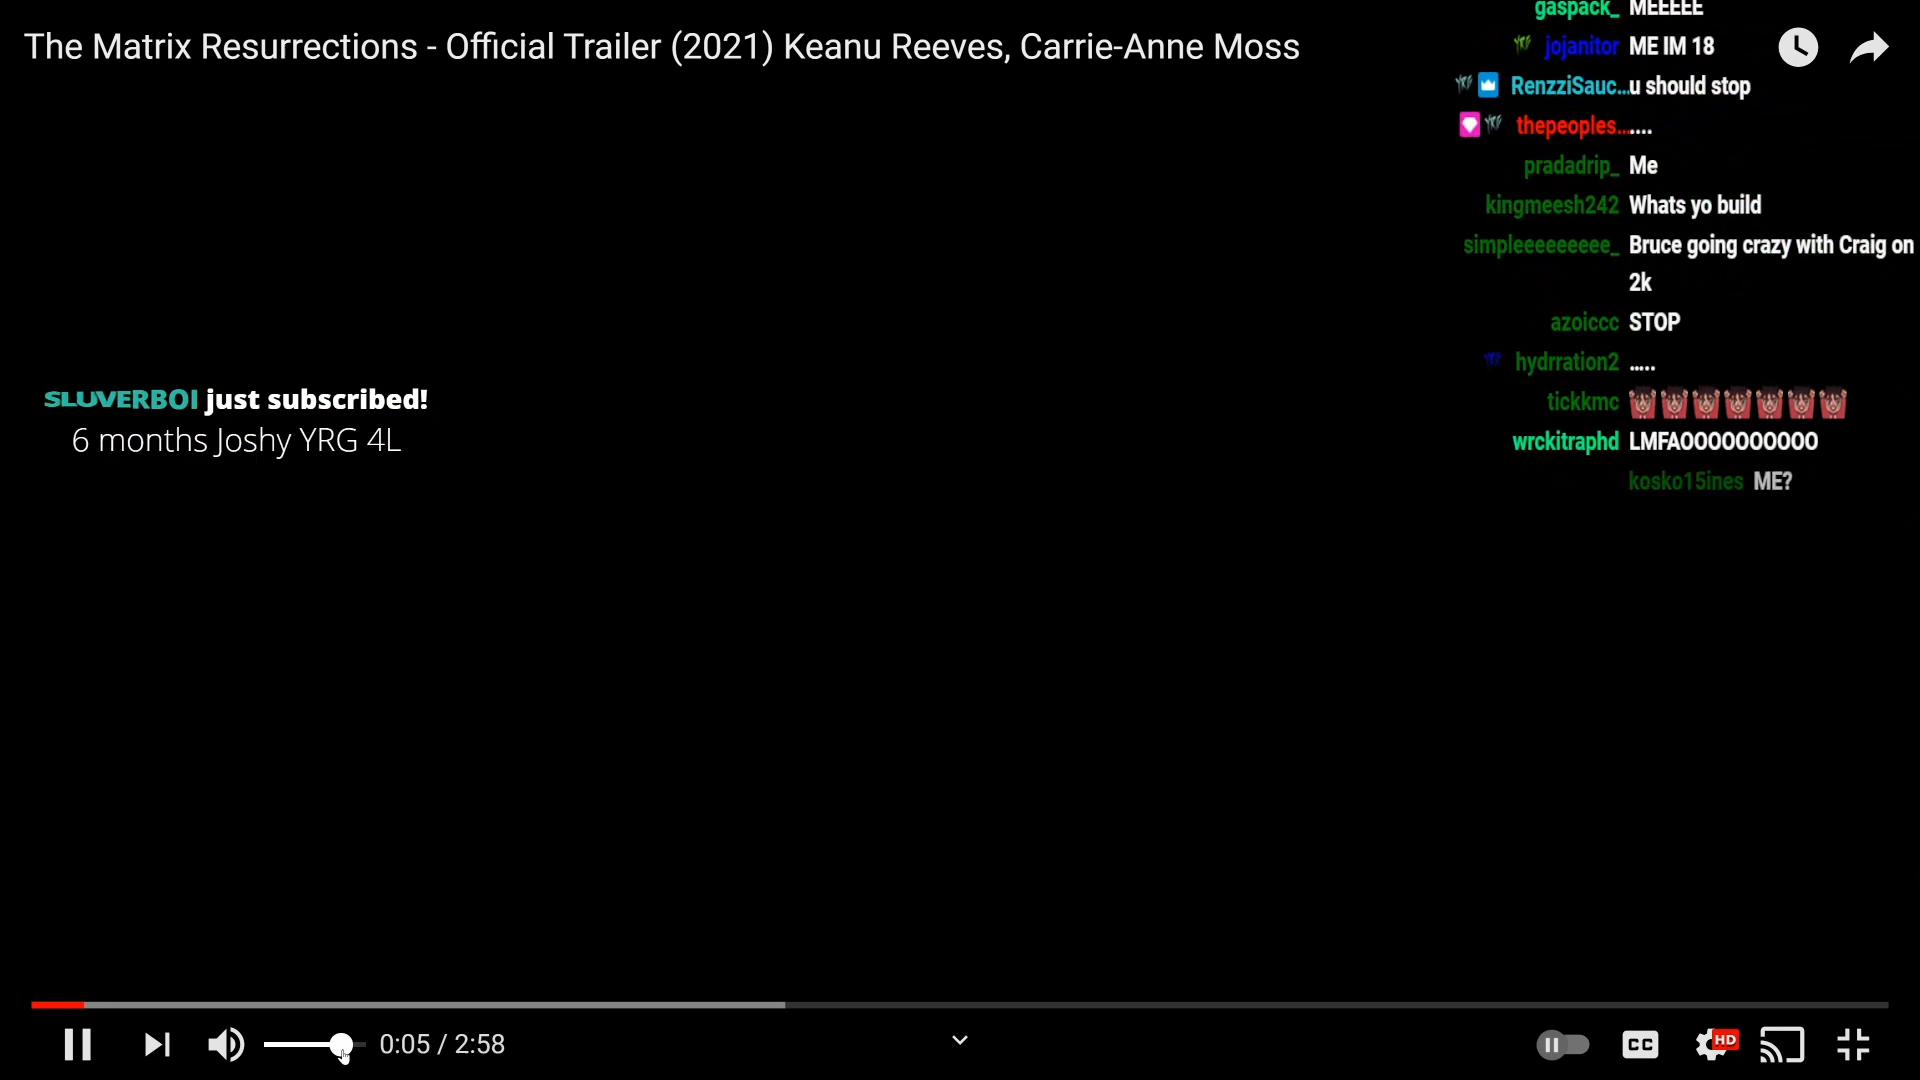 The Matrix Resurrections - Official Trailer (2021) Keanu Reeves, Carrie-Anne Moss
gaspack_ MEEEEE
jojanitor ME IM 18
RenzziSauc... u should stop
thepeoples... ....
pradadrip_ Me
kingmeesh242 Whats yo build
simpleeeeeeeee_ Bruce going crazy with Craig on
2k
azoiccc STOP
hydrration2 .....
tickkmc
wrckitraphd LMFAOOOOOOOOOO
kosko15ines ME?
SLUVERBOI just subscribed!
6 months Joshy YRG 4L
0:05 / 2:58
CC
HD